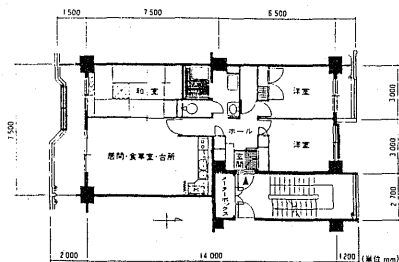 1 500
7 500
6 500
和 室
洋室
3 000
7 500
ホール
居間・食事室・台所
洋室
3 000
玄関
2 700
2 000
14 000
1 200
(単位 mm)